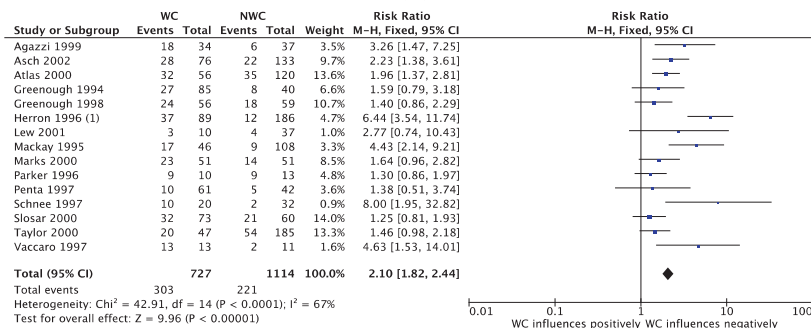 WC NWC Risk Ratio Risk Ratio
Study or Subgroup Events Total Events Total Weight M-H, Fixed, 95% CI M-H, Fixed, 95% CI
Agazzi 1999 18 34 6 37 3.5% 3.26 [1.47, 7.25]
Asch 2002 28 76 22 133 9.7% 2.23 [1.38, 3.61]
Atlas 2000 32 56 35 120 13.6% 1.96 [1.37, 2.81]
Greenough 1994 27 85 8 40 6.6% 1.59 [0.79, 3.18]
Greenough 1998 24 56 18 59 10.7% 1.40 [0.86, 2.29]
Herron 1996 (1) 37 89 12 186 4.7% 6.44 [3.54, 11.74]
Lew 2001 3 10 4 37 1.0% 2.77 [0.74, 10.43]
Mackay 1995 17 46 9 108 3.3% 4.43 [2.14, 9.21]
Marks 2000 23 51 14 51 8.5% 1.64 [0.96, 2.82]
Parker 1996 9 10 9 13 4.8% 1.30 [0.86, 1.97]
Penta 1997 10 61 5 42 3.6% 1.38 [0.51, 3.74]
Schnee 1997 10 20 2 32 0.9% 8.00 [1.95, 32.82]
Slosar 2000 32 73 21 60 14.1% 1.25 [0.81, 1.93]
Taylor 2000 20 47 54 185 13.3% 1.46 [0.98, 2.18]
Vaccaro 1997 13 13 2 11 1.6% 4.63 [1.53, 14.01]
Total (95% CI) 727 1114 100.0% 2.10 [1.82, 2.44]
Total events 303 221
Heterogeneity: Chi² = 42.91, df = 14 (P < 0.0001); I² = 67%
Test for overall effect: Z = 9.96 (P < 0.00001)
0.01 0.1 1 10 100
WC influences positively WC influences negatively